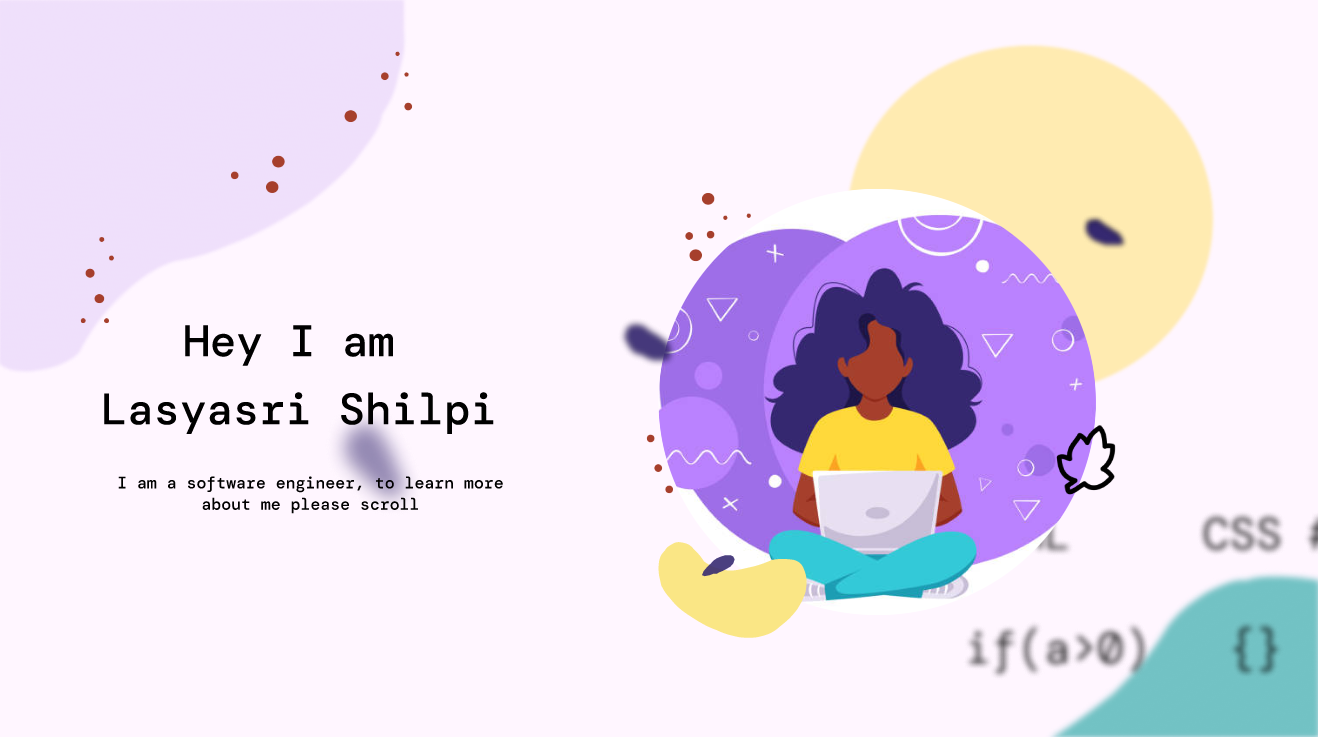 Hey I am
Lasyasri Shilpi
I am a software engineer, to learn more
about me please scroll
CSS #
if(a>0) {}